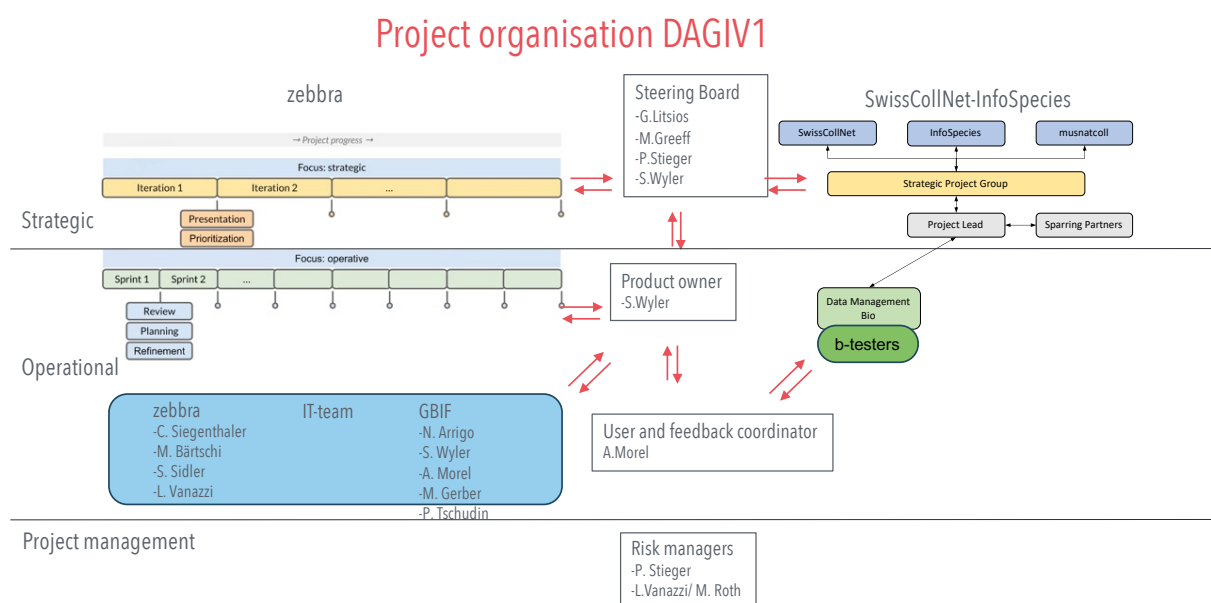 Project organisation DAGIV1
zebbra
→ Project progress →
Focus: strategic
Iteration 1
Iteration 2
...
Presentation
Prioritization
Strategic
Steering Board
-G.Litsios
-M.Greeff
-P.Stieger
-S.Wyler
SwissCollNet-InfoSpecies
SwissCollNet
InfoSpecies
musnatcoll
Strategic Project Group
Project Lead
Sparring Partners
Focus: operative
Sprint 1
Sprint 2
...
Review
Planning
Refinement
Operational
Product owner
-S.Wyler
Data Management
Bio
b-testers
zebbra
-C. Siegenthaler
-M. Bärtschi
-S. Sidler
-L. Vanazzi
IT-team
GBIF
-N. Arrigo
-S. Wyler
-A. Morel
-M. Gerber
-P. Tschudin
User and feedback coordinator
A.Morel
Project management
Risk managers
-P. Stieger
-L.Vanazzi/ M. Roth